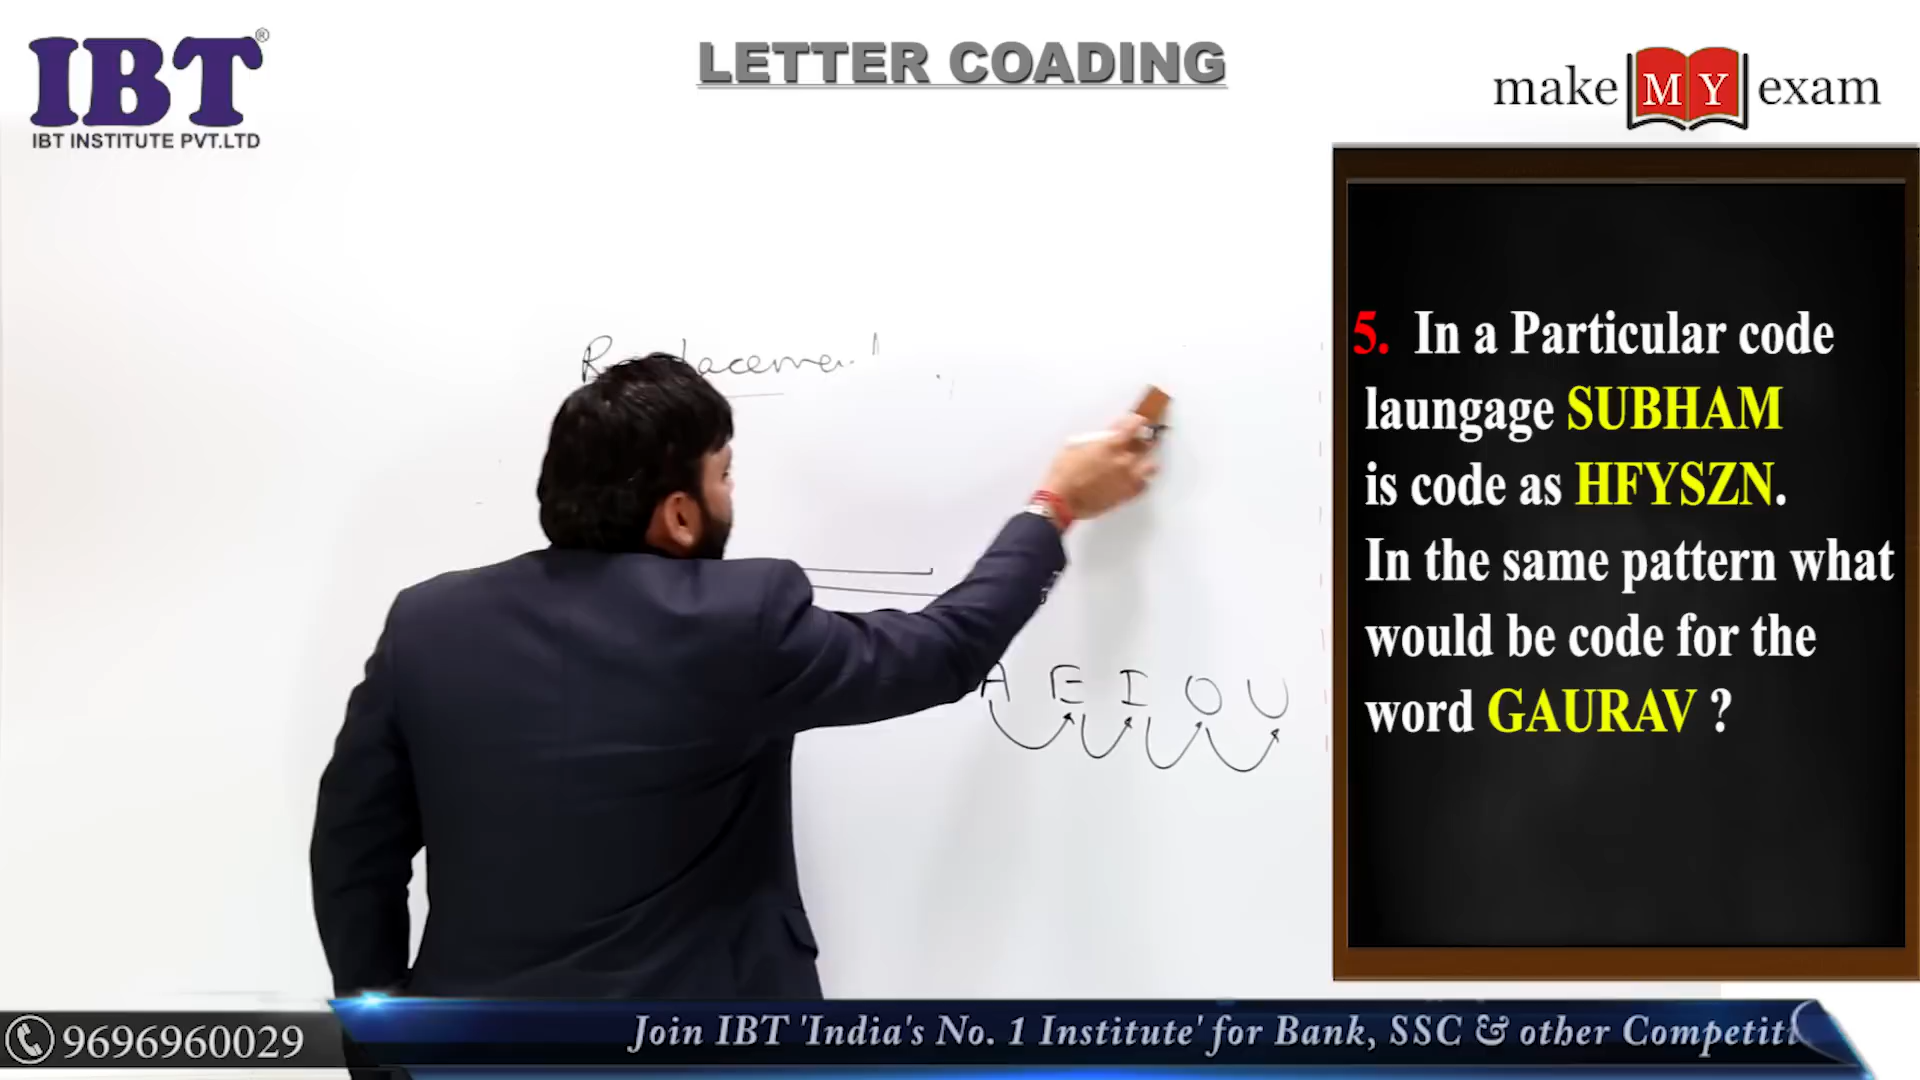 IBT®
IBT INSTITUTE PVT.LTD
LETTER COADING
make MY exam
5. In a Particular code
laungage SUBHAM
is code as HFYSZN.
In the same pattern what
would be code for the
word GAURAV ?
A E I O U
9696960029
Join IBT 'India's No. 1 Institute' for Bank, SSC & other Competiti